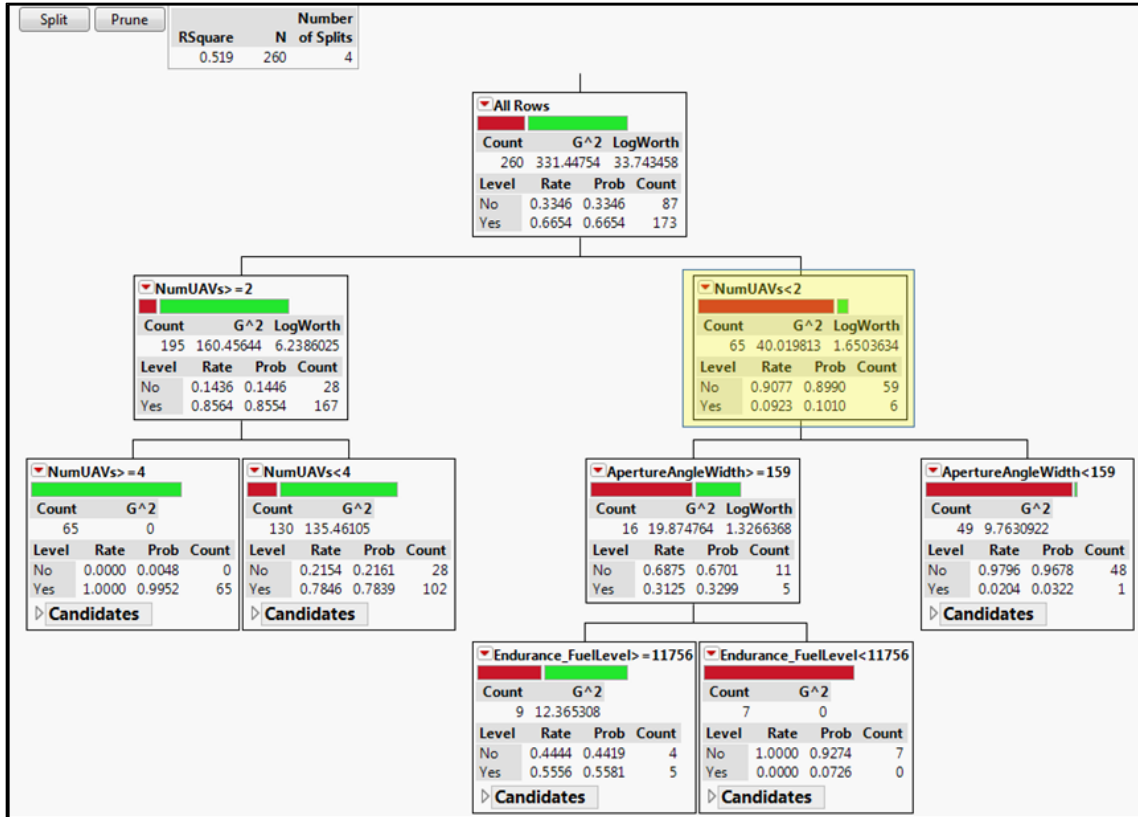 Split Prune
Number
RSquare N of Splits
0.519 260 4
All Rows
Count G^2 LogWorth
260 331.44754 33.743458
Level Rate Prob Count
No 0.3346 0.3346 87
Yes 0.6654 0.6654 173
NumUAVs>=2
Count G^2 LogWorth
195 160.45644 6.2386025
Level Rate Prob Count
No 0.1436 0.1446 28
Yes 0.8564 0.8554 167
NumUAVs<2
Count G^2 LogWorth
65 40.019813 1.6503634
Level Rate Prob Count
No 0.9077 0.8990 59
Yes 0.0923 0.1010 6
NumUAVs>=4
Count G^2
65 0
Level Rate Prob Count
No 0.0000 0.0048 0
Yes 1.0000 0.9952 65
Candidates
NumUAVs<4
Count G^2
130 135.46105
Level Rate Prob Count
No 0.2154 0.2161 28
Yes 0.7846 0.7839 102
Candidates
ApertureAngleWidth>=159
Count G^2 LogWorth
16 19.874764 1.3266368
Level Rate Prob Count
No 0.6875 0.6701 11
Yes 0.3125 0.3299 5
ApertureAngleWidth<159
Count G^2
49 9.7630922
Level Rate Prob Count
No 0.9796 0.9678 48
Yes 0.0204 0.0322 1
Candidates
Endurance_FuelLevel>=11756
Count G^2
9 12.365308
Level Rate Prob Count
No 0.4444 0.4419 4
Yes 0.5556 0.5581 5
Candidates
Endurance_FuelLevel<11756
Count G^2
7 0
Level Rate Prob Count
No 1.0000 0.9274 7
Yes 0.0000 0.0726 0
Candidates